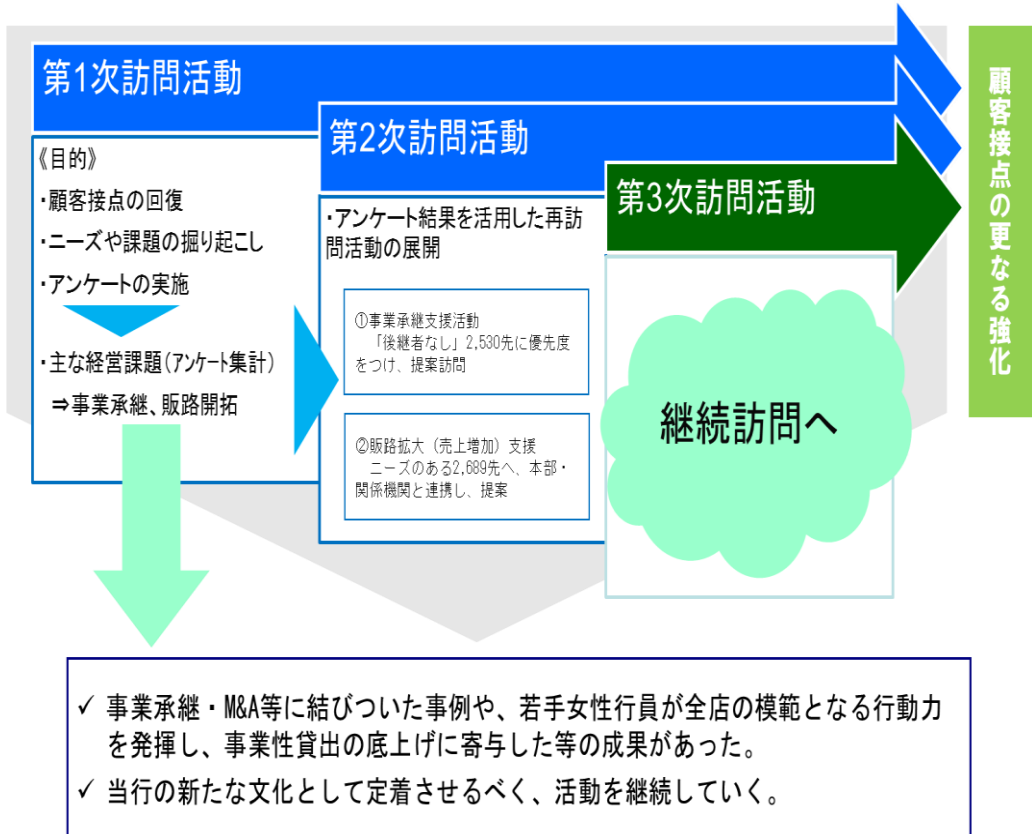 第1次訪問活動
《目的》
・顧客接点の回復
・ニーズや課題の掘り起こし
・アンケートの実施
・主な経営課題(アンケート集計)
⇒事業承継、販路開拓
第2次訪問活動
・アンケート結果を活用した再訪
問活動の展開
①事業承継支援活動
「後継者なし」2,530先に優先度
をつけ、提案訪問
②販路拡大（売上増加）支援
ニーズのある2,689先へ、本部・
関係機関と連携し、提案
第3次訪問活動
継続訪問へ
顧客接点の更なる強化
✓ 事業承継・M&A等に結びついた事例や、若手女性行員が全店の模範となる行動力
を発揮し、事業性貸出の底上げに寄与した等の成果があった。
✓ 当行の新たな文化として定着させるべく、活動を継続していく。